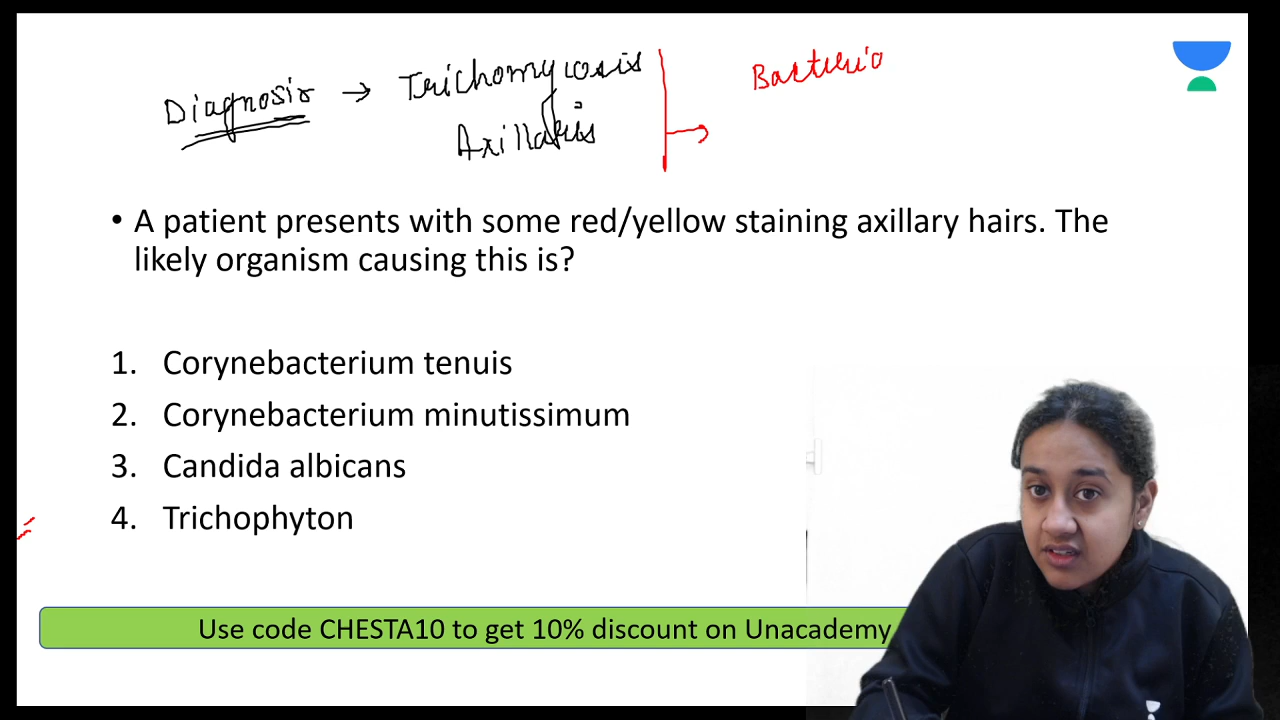 Diagnosis → Trichomycosis Bacteria
Axillaris
• A patient presents with some red/yellow staining axillary hairs. The
likely organism causing this is?
1. Corynebacterium tenuis
2. Corynebacterium minutissimum
3. Candida albicans
4. Trichophyton
Use code CHESTA10 to get 10% discount on Unacademy